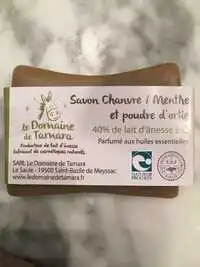 Savon Chanvre / Menthe
et poudre d'ortie
40% de lait d'ânesse
Parfumé aux huiles essentielles
Le Domaine
de Tamara
Producteur de lait d'ânesse
Fabricant de cosmétiques naturels
SARL Le Domaine de Tamara
Le Saule - 19500 Saint-Bazile de Meyssac
www.ledomainedetamara.fr
NATURE &
PROGRÈS